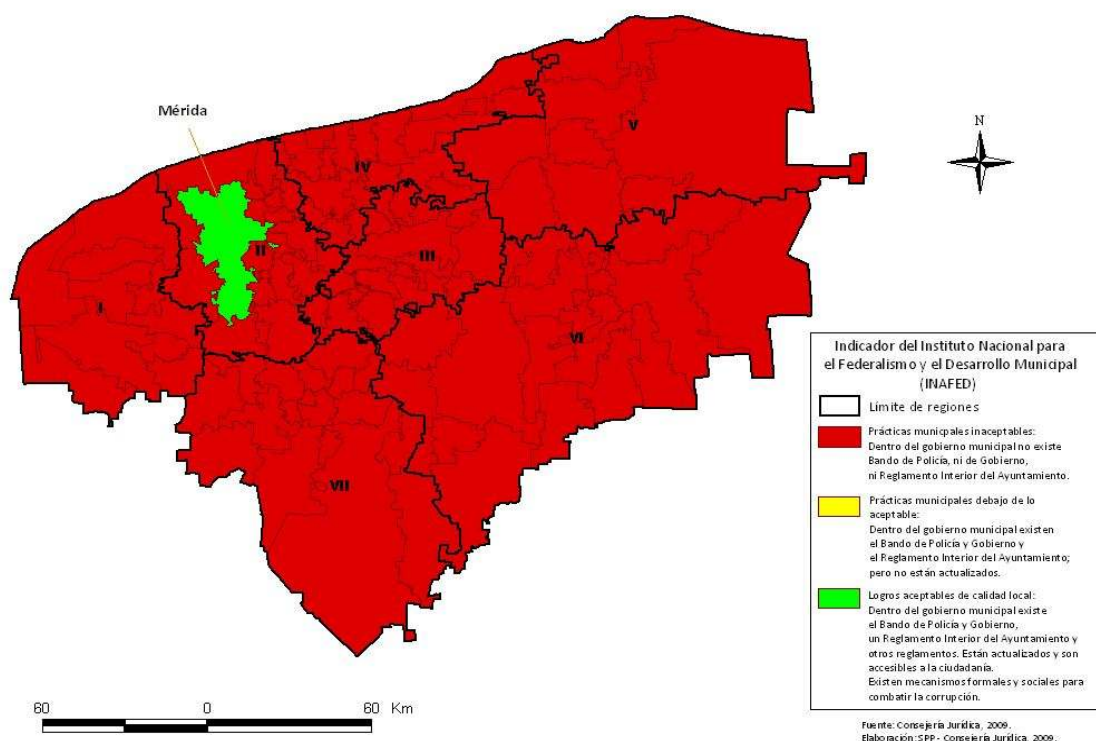 Mérida
N
V
IV
II
III
I
VI
VII
Indicador del Instituto Nacional para
el Federalismo y el Desarrollo Municipal
(INAFED)
Límite de regiones
Prácticas municpales inaceptables:
Dentro del gobierno municipal no existe
Bando de Policía, ni de Gobierno,
ni Reglamento Interior del Ayuntamiento.
Prácticas municipales debajo de lo
aceptable:
Dentro del gobierno municipal existen
el Bando de Policía y Gobierno y
el Reglamento Interior del Ayuntamiento;
pero no están actualizados.
Logros aceptables de calidad local:
Dentro del gobierno municipal existe
el Bando de Policía y Gobierno,
un Reglamento Interior del Ayuntamiento y
otros reglamentos. Están actualizados y son
accesibles a la ciudadanía.
Existen mecanismos formales y sociales para
combatir la corrupción.
60 0 60 Km
Fuente: Consejería Jurídica, 2009.
Elaboración: SPP - Consejería Jurídica, 2009.